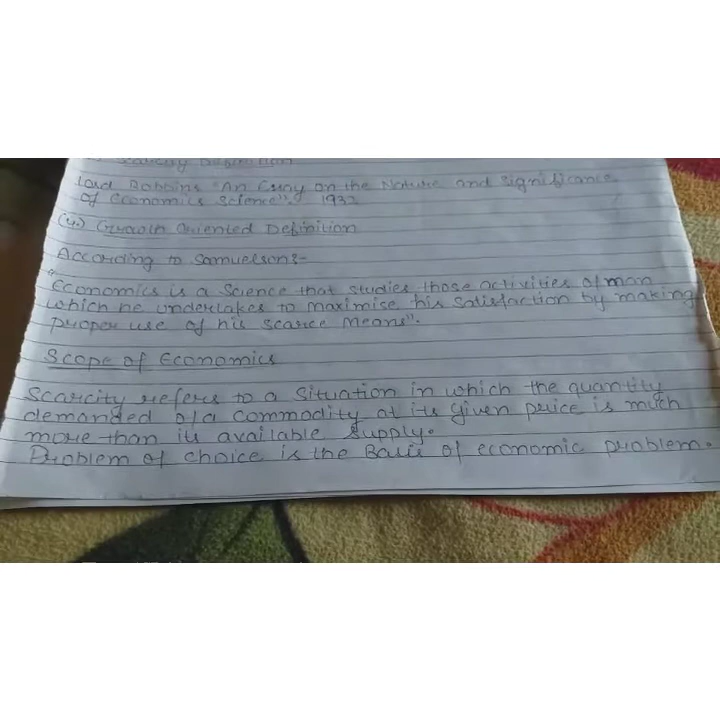 Scarcity Definition
Lord Robbins "An Essay on the Nature and Significance
of Economics Science". 1932
(4.) Growth Oriented Definition
According to Samuelson:-
"Economics is a Science that studies those activities of man
which he undertakes to maximise his satisfaction by making
proper use of his scarce means".
Scope of Economics
Scarcity refers to a situation in which the quantity
demanded of a commodity at its given price is much
more than its available supply.
Problem of choice is the Basis of economic problem.